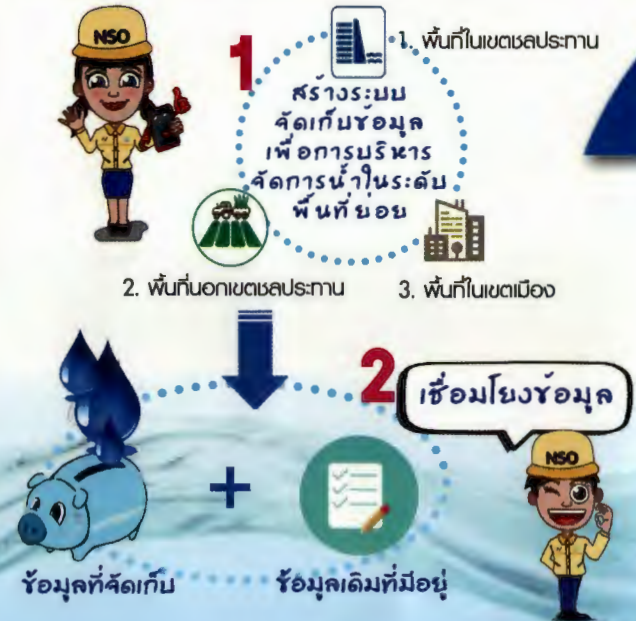 NSO
1
1. พื้นที่ในเขตชลประทาน
สร้างระบบ
จัดเก็บข้อมูล
เพื่อการบริหาร
จัดการน้ำในระดับ
พื้นที่ย่อย
2. พื้นที่นอกเขตชลประทาน
3. พื้นที่ในเขตเมือง
2
เชื่อมโยงข้อมูล
NSO
+
ข้อมูลที่จัดเก็บ
ข้อมูลเดิมที่มีอยู่